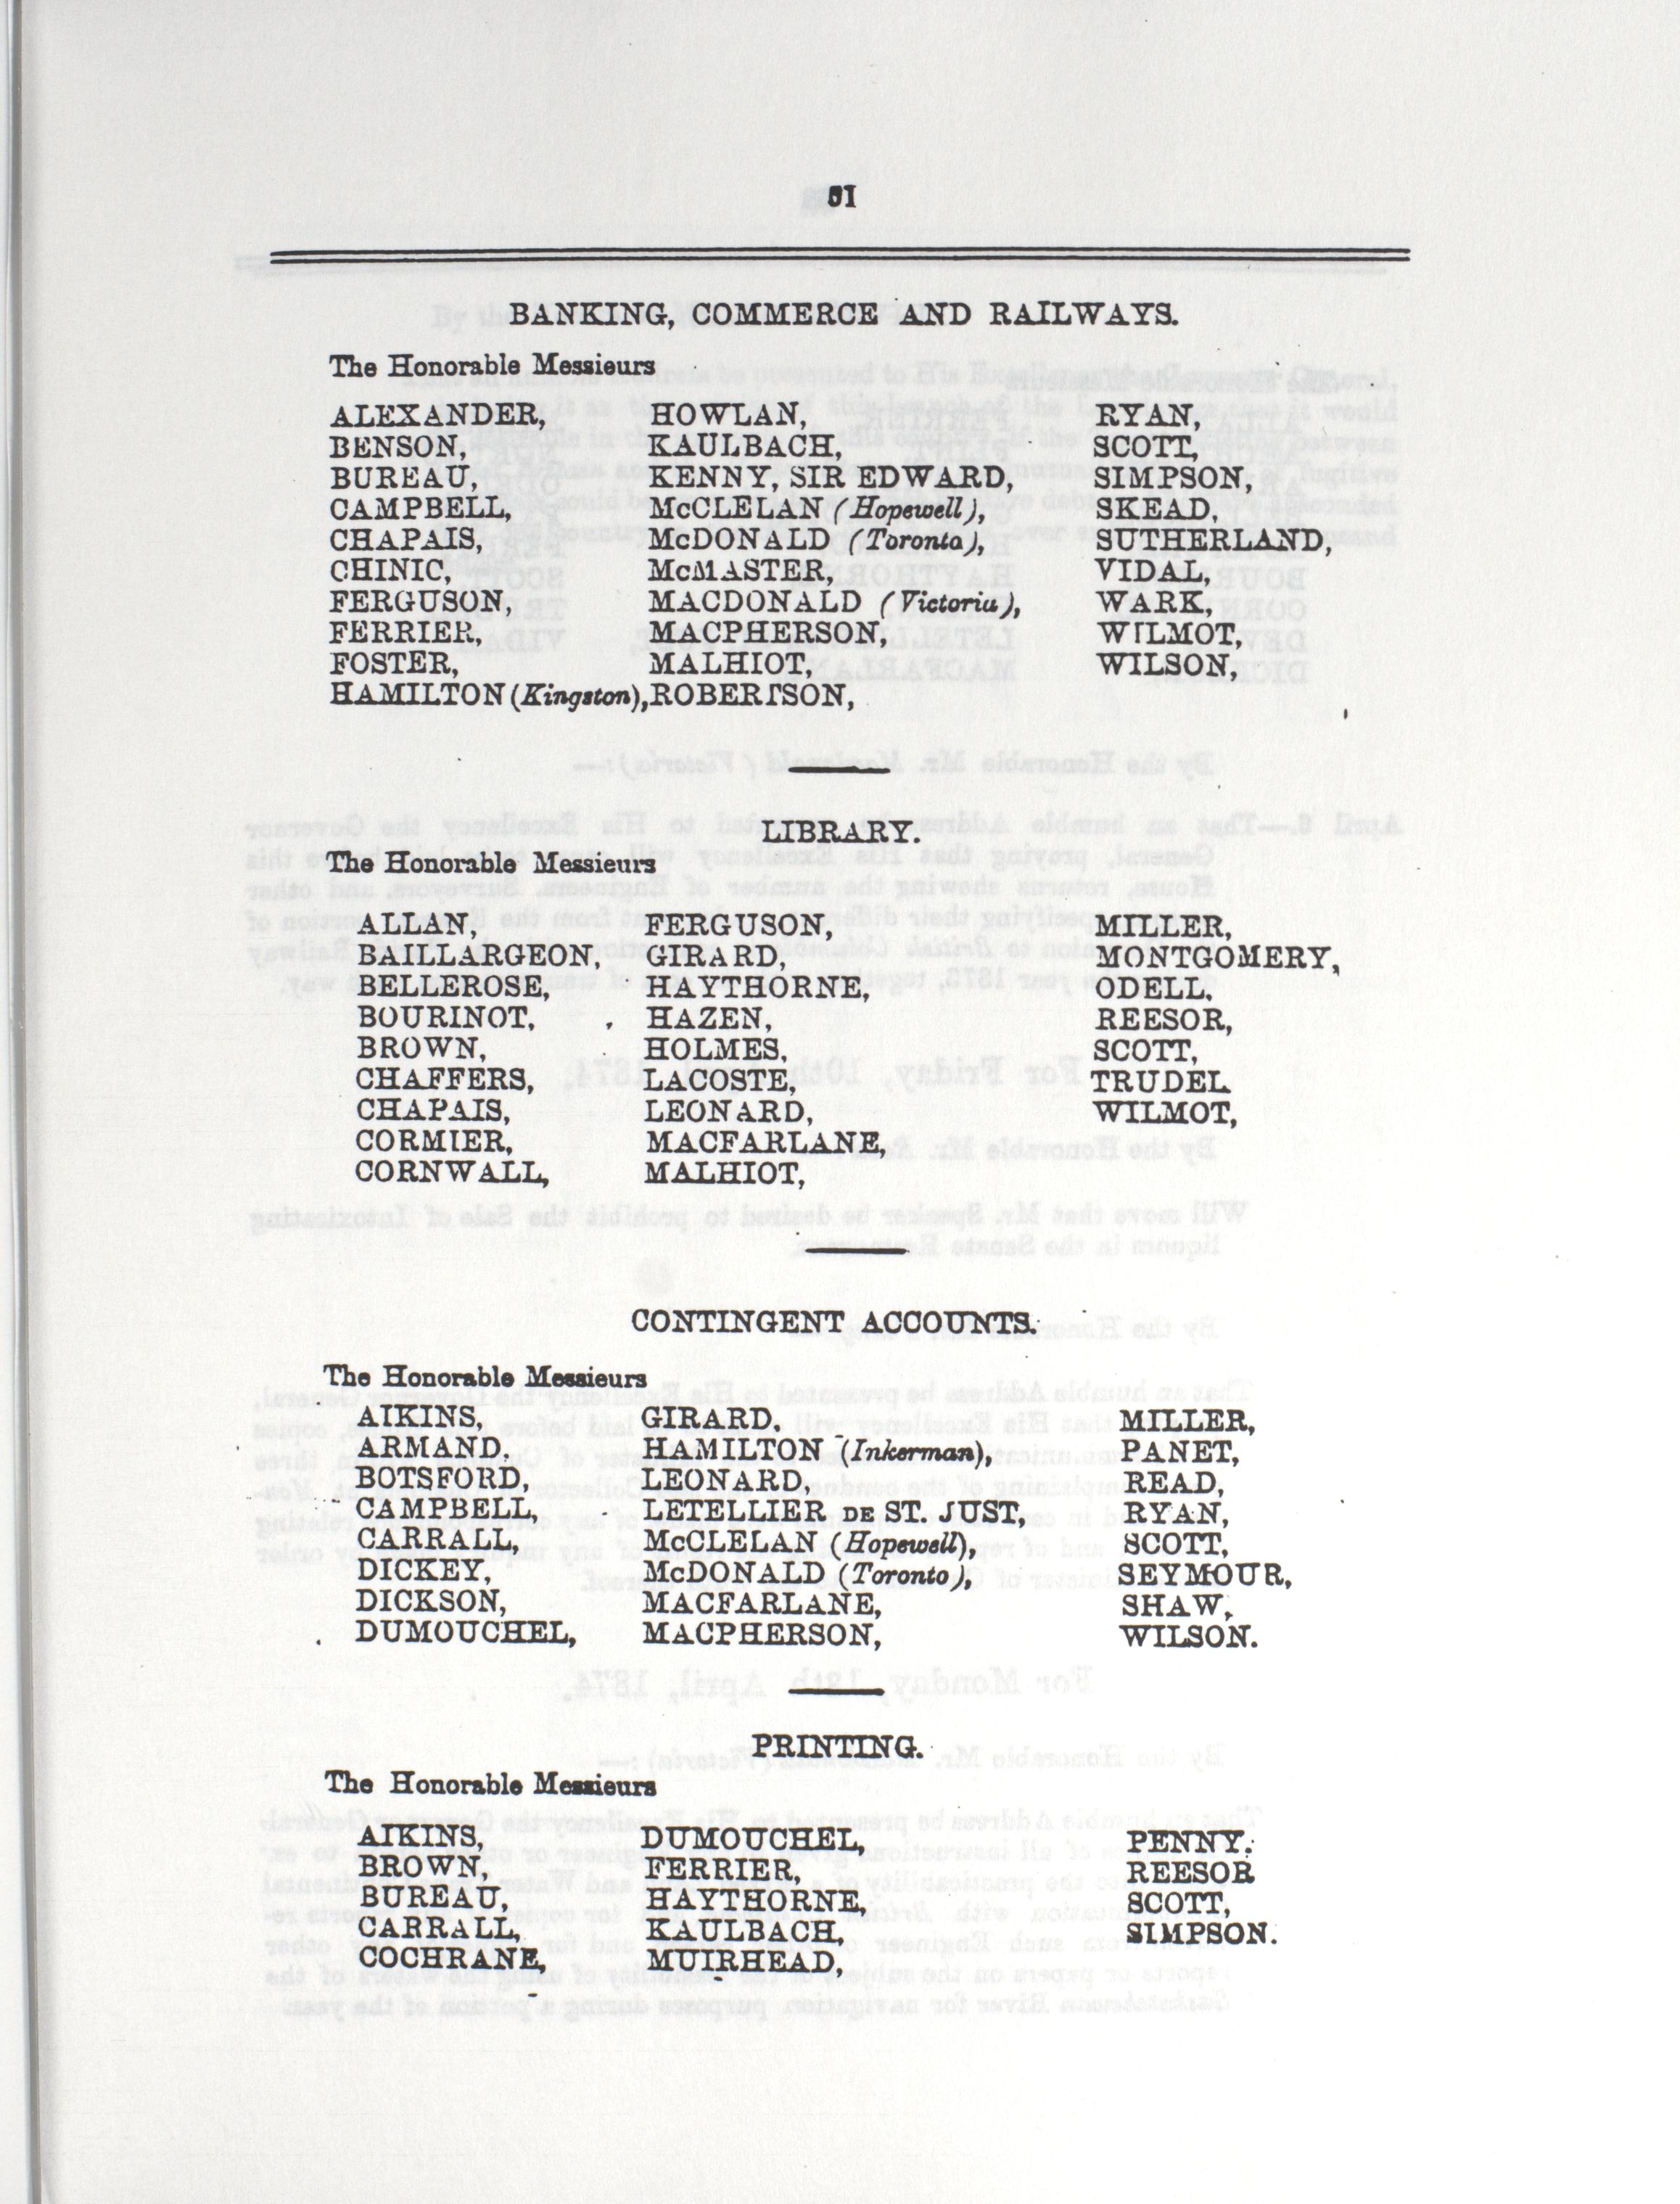 BANKING, COMMERCE AND RAILWAYS.
The Honorable Messieurs
ALEXANDER, HOWLAN, RYAN,
BENSON, KAULBACH, SCOTT,
BUREAU, KENNY, SIR EDWARD, SIMPSON,
CAMPBELL, McCLELAN (Hopewell), SKEAD,
CHAPAIS, McDONALD (Toronto), SUTHERLAND,
CHINIC, McMASTER, VIDAL,
FERGUSON, MACDONALD (Victoria), WARK,
FERRIER, MACPHERSON, WILMOT,
FOSTER, MALHIOT, WILSON,
HAMILTON (Kingston), ROBERTSON,
LIBRARY.
The Honorable Messieurs
ALLAN, FERGUSON, MILLER,
BAILLARGEON, GIRARD, MONTGOMERY,
BELLEROSE, HAYTHORNE, ODELL,
BOURINOT, HAZEN, REESOR,
BROWN, HOLMES, SCOTT,
CHAFFERS, LACOSTE, TRUDEL
CHAPAIS, LEONARD, WILMOT,
CORMIER, MACFARLANE,
CORNWALL, MALHIOT,
CONTINGENT ACCOUNTS.
The Honorable Messieurs
AIKINS, GIRARD, MILLER,
ARMAND, HAMILTON (Inkerman), PANET,
BOTSFORD, LEONARD, READ,
CAMPBELL, LETELLIER DE ST. JUST, RYAN,
CARRALL, McCLELAN (Hopewell), SCOTT,
DICKEY, McDONALD (Toronto), SEYMOUR,
DICKSON, MACFARLANE, SHAW,
DUMOUCHEL, MACPHERSON, WILSON.
PRINTING.
The Honorable Messieurs
AIKINS, DUMOUCHEL, PENNY.
BROWN, FERRIER, REESOR
BUREAU, HAYTHORNE, SCOTT,
CARRALL, KAULBACH, SIMPSON.
COCHRANE, MUIRHEAD,